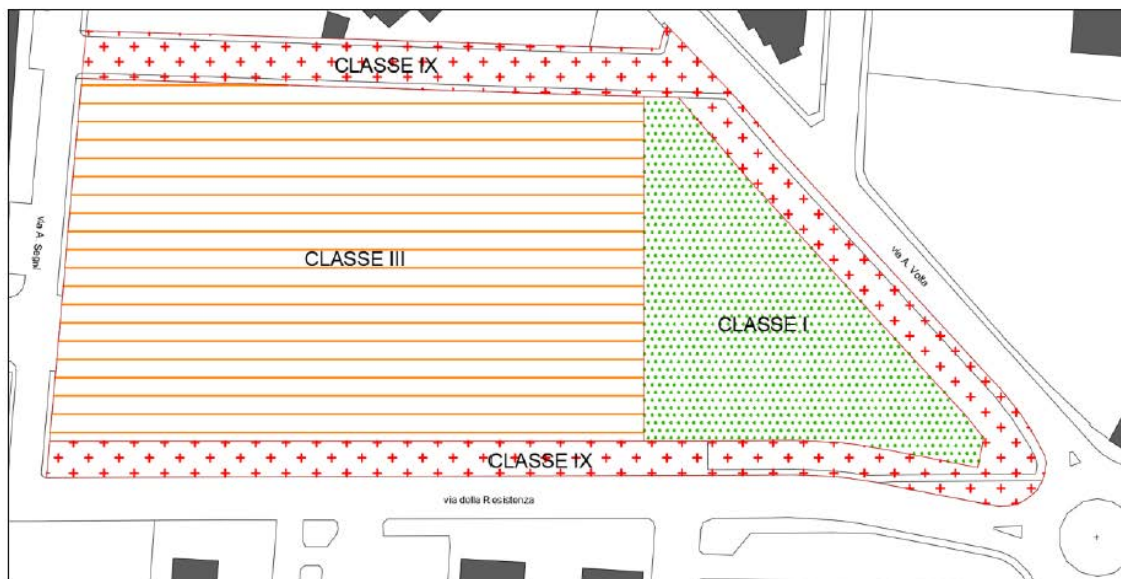 CLASSE IX
via A. Segni
CLASSE III
via A. Volta
CLASSE I
CLASSE IX
via della Resistenza